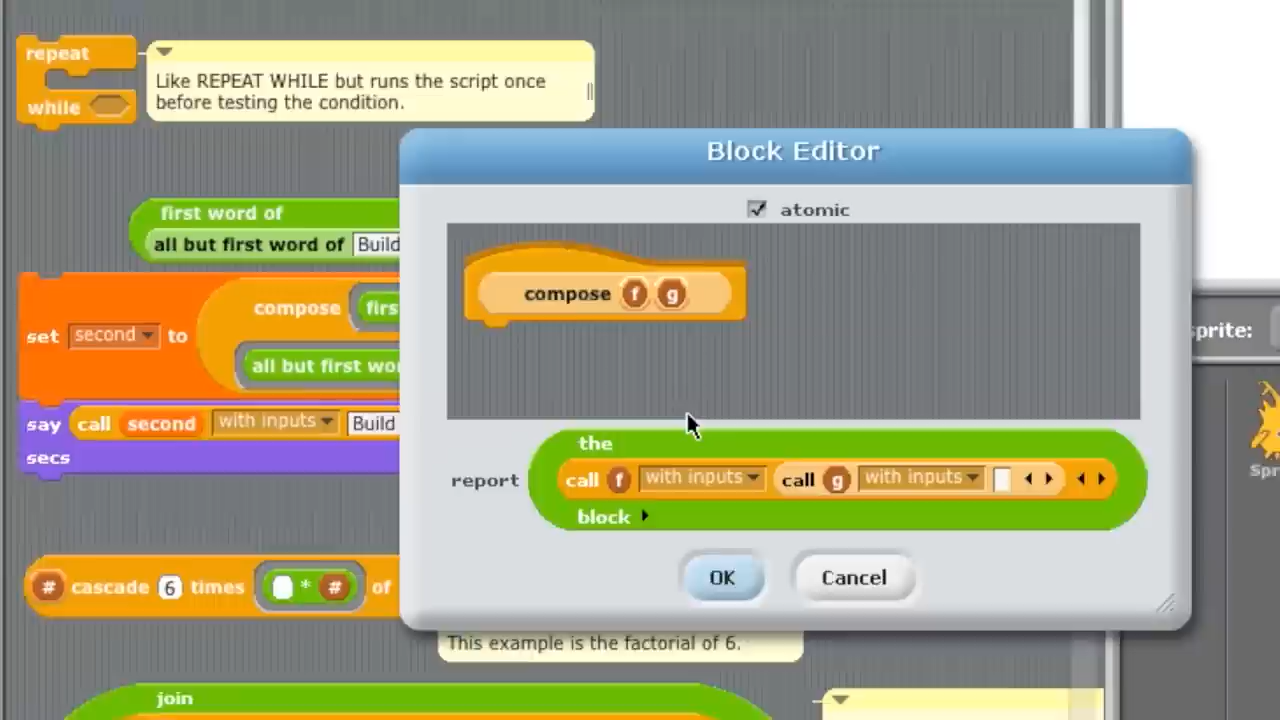 repeat
while
Like REPEAT WHILE but runs the script once
before testing the condition.
Block Editor
atomic
first word of
all but first word of Build
compose f g
set second to compose firs
all but first wor
say call second with inputs Build
secs
the
report call f with inputs call g with inputs
block
sprite:
Spr
OK Cancel
# cascade 6 times * # of
This example is the factorial of 6.
join